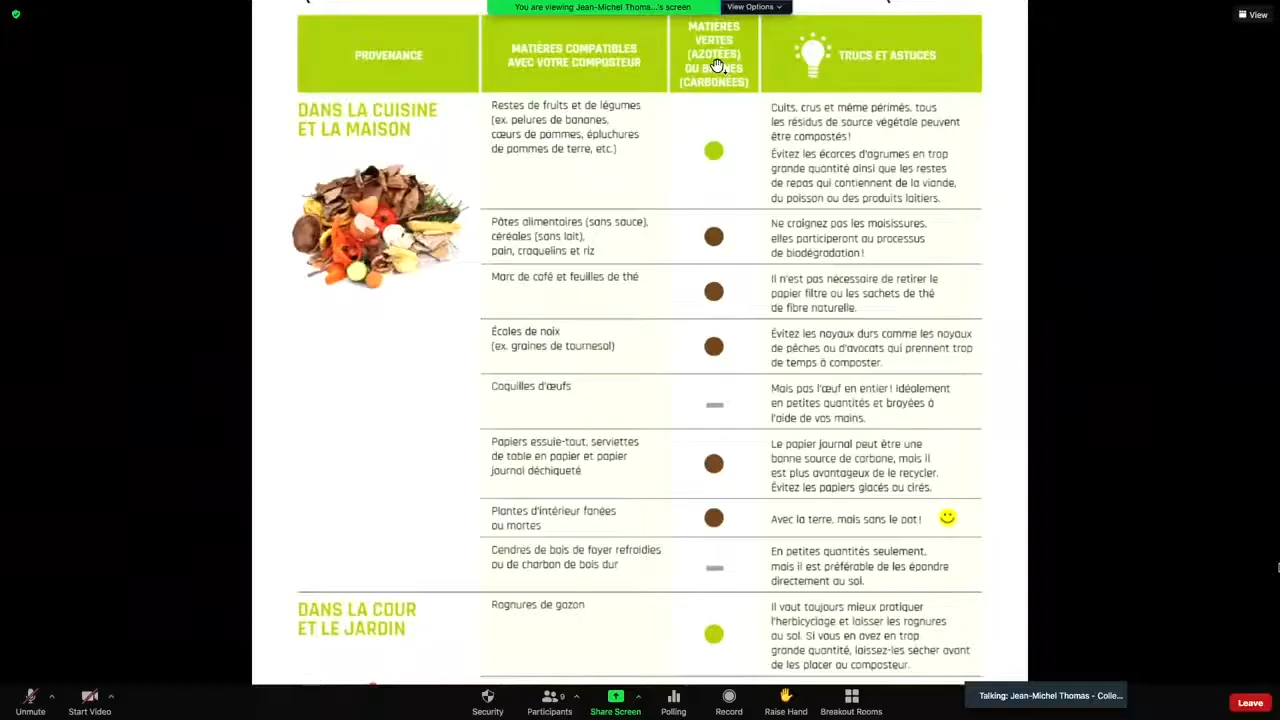 You are viewing Jean-Michel Thoma...'s screen
View Options
View
PROVENANCE
MATIÈRES COMPATIBLES
AVEC VOTRE COMPOSTEUR
MATIÈRES
VERTES
(AZOTÉES)
OU BRUNES
(CARBONÉES)
TRUCS ET ASTUCES
DANS LA CUISINE
ET LA MAISON
Restes de fruits et de légumes
(ex. pelures de bananes,
cœurs de pommes, épluchures
de pommes de terre, etc.)
Cuits, crus et même périmés, tous
les résidus de source végétale peuvent
être compostés!
Évitez les écorces d'agrumes en trop
grande quantité ainsi que les restes
de repas qui contiennent de la viande,
du poisson ou des produits laitiers.
Pâtes alimentaires (sans sauce),
céréales (sans lait),
pain, craquelins et riz
Ne craignez pas les moisissures,
elles participeront au processus
de biodégradation!
Marc de café et feuilles de thé
Il n'est pas nécessaire de retirer le
papier filtre ou les sachets de thé
de fibre naturelle.
Écales de noix
(ex. graines de tournesol)
Évitez les noyaux durs comme les noyaux
de pêches ou d'avocats qui prennent trop
de temps à composter.
Coquilles d'œufs
Mais pas l'œuf en entier! Idéalement
en petites quantités et broyées à
l'aide de vos mains.
Papiers essuie-tout, serviettes
de table en papier et papier
journal déchiqueté
Le papier journal peut être une
bonne source de carbone, mais il
est plus avantageux de le recycler.
Évitez les papiers glacés ou cirés.
Plantes d'intérieur fanées
ou mortes
Avec la terre, mais sans le pot!
Cendres de bois de foyer refroidies
ou de charbon de bois dur
En petites quantités seulement,
mais il est préférable de les épandre
directement au sol.
DANS LA COUR
ET LE JARDIN
Rognures de gazon
Il vaut toujours mieux pratiquer
l'herbicyclage et laisser les rognures
au sol. Si vous en avez en trop
grande quantité, laissez-les sécher avant
de les placer au composteur.
Talking: Jean-Michel Thomas - Colle...
Unmute
Start Video
Security
9
Participants
Share Screen
Polling
Record
Raise Hand
Breakout Rooms
Leave